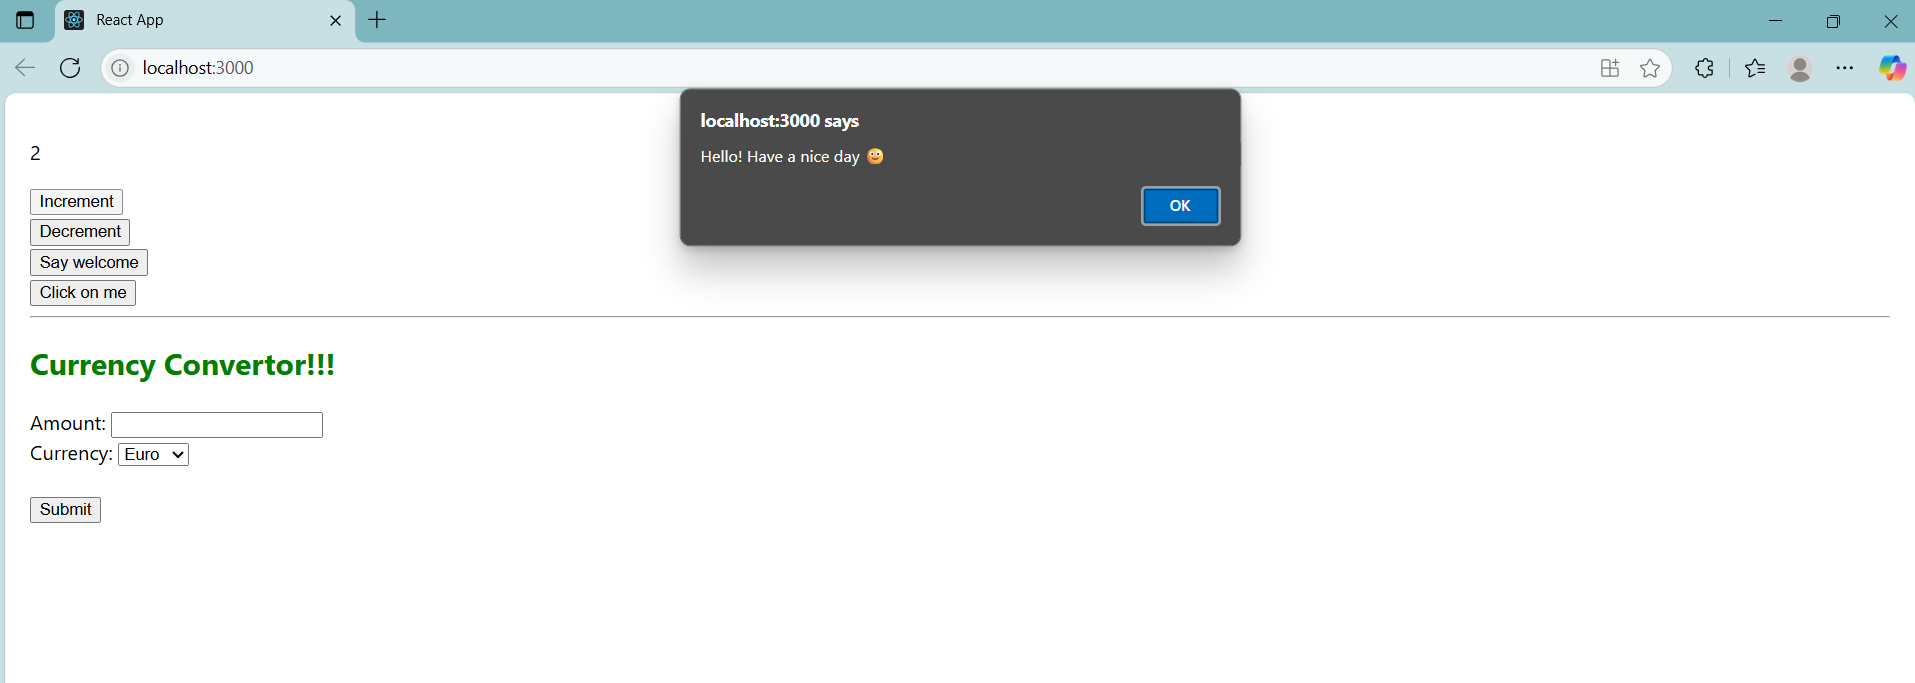 React App
localhost:3000
localhost:3000 says
Hello! Have a nice day 🙂
OK
2
Increment
Decrement
Say welcome
Click on me
Currency Convertor!!!
Amount:
Currency: Euro
Submit